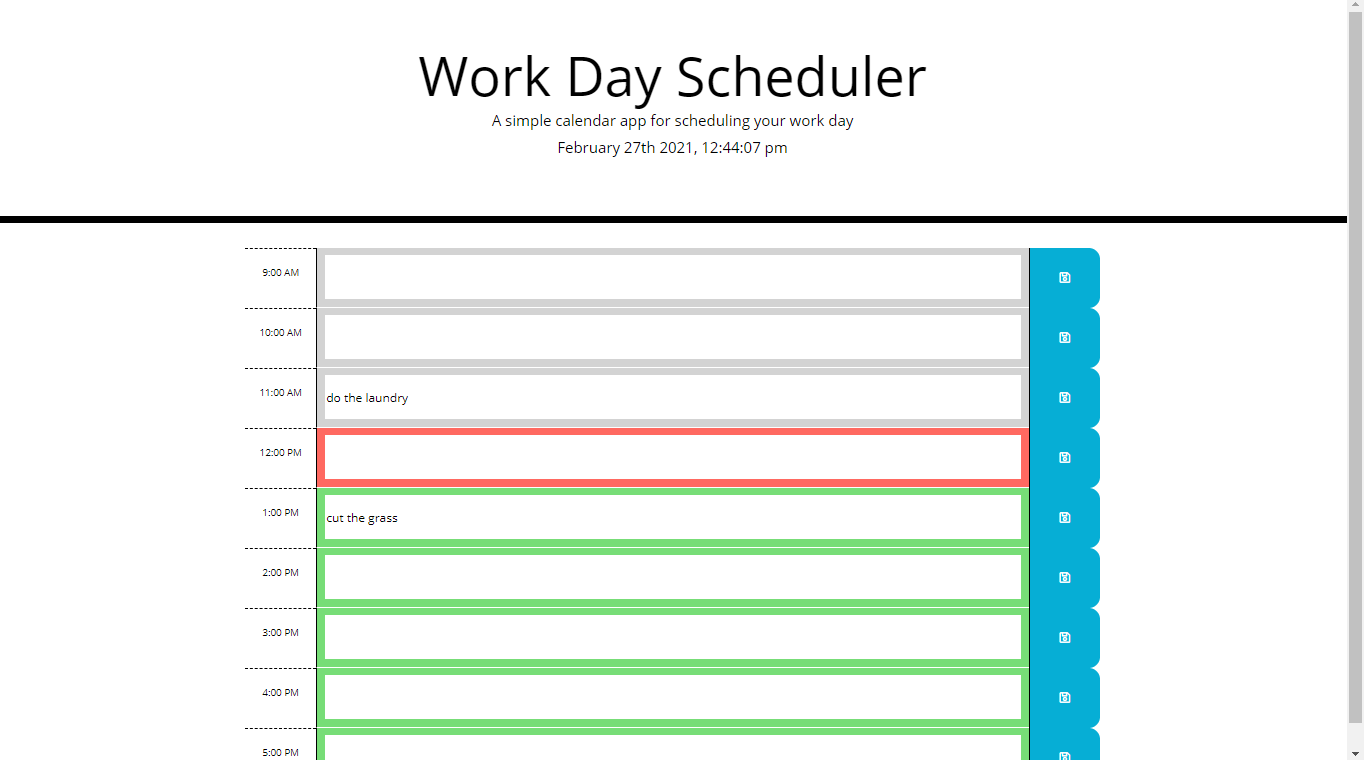 Work Day Scheduler
A simple calendar app for scheduling your work day
February 27th 2021, 12:44:07 pm
9:00 AM
10:00 AM
11:00 AM do the laundry
12:00 PM
1:00 PM cut the grass
2:00 PM
3:00 PM
4:00 PM
5:00 PM